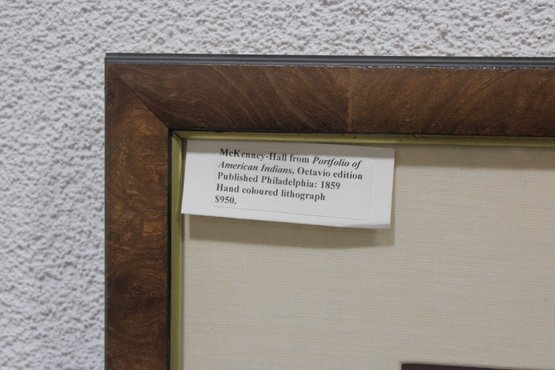 McKenney-Hall from Portfolio of
American Indians, Octavio edition
Published Philadelphia: 1859
Hand coloured lithograph
$950.